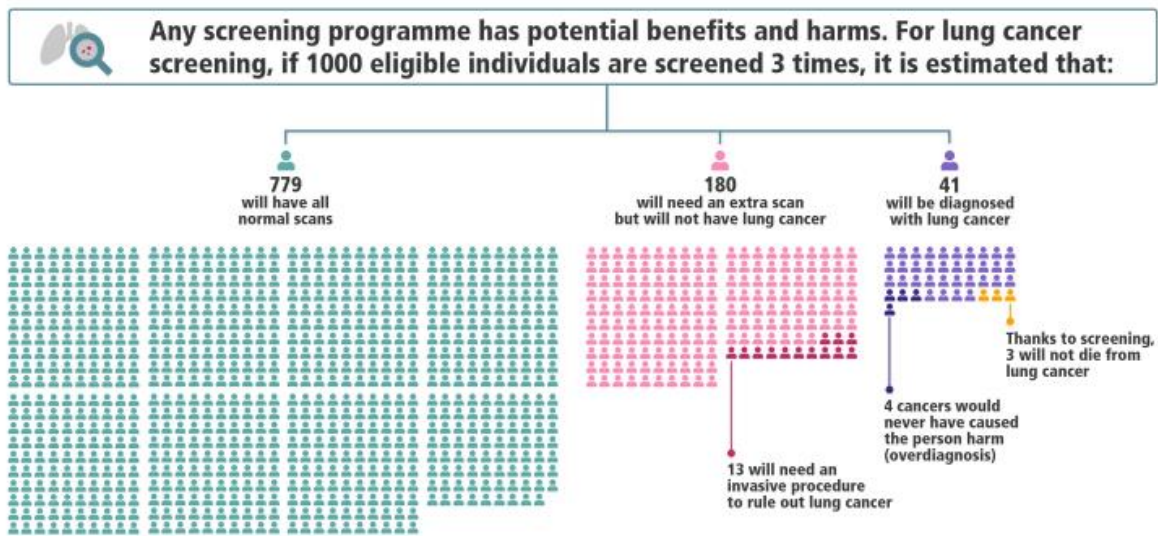 Any screening programme has potential benefits and harms. For lung cancer
screening, if 1000 eligible individuals are screened 3 times, it is estimated that:
779
will have all
normal scans
180
will need an extra scan
but will not have lung cancer
41
will be diagnosed
with lung cancer
Thanks to screening,
3 will not die from
lung cancer
4 cancers would
never have caused
the person harm
(overdiagnosis)
13 will need an
invasive procedure
to rule out lung cancer